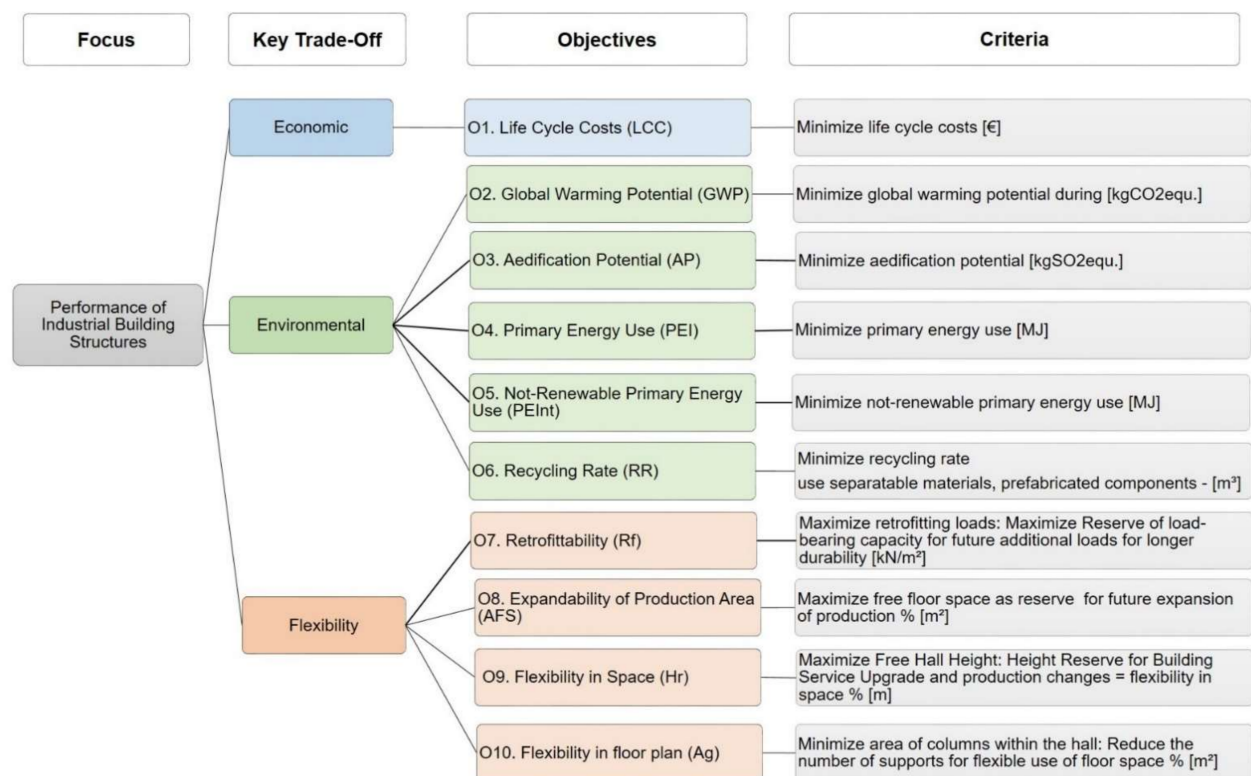 Focus
Key Trade-Off
Objectives
Criteria
Economic
O1. Life Cycle Costs (LCC)
Minimize life cycle costs [€]
O2. Global Warming Potential (GWP)
Minimize global warming potential during [kgCO2equ.]
O3. Aedification Potential (AP)
Minimize aedification potential [kgSO2equ.]
Performance of
Industrial Building
Structures
Environmental
O4. Primary Energy Use (PEI)
Minimize primary energy use [MJ]
O5. Not-Renewable Primary Energy
Use (PEInt)
Minimize not-renewable primary energy use [MJ]
O6. Recycling Rate (RR)
Minimize recycling rate
use separatable materials, prefabricated components - [m³]
O7. Retrofittability (Rf)
Maximize retrofitting loads: Maximize Reserve of load-
bearing capacity for future additional loads for longer
durability [kN/m²]
Flexibility
O8. Expandability of Production Area
(AFS)
Maximize free floor space as reserve for future expansion
of production % [m²]
O9. Flexibility in Space (Hr)
Maximize Free Hall Height: Height Reserve for Building
Service Upgrade and production changes = flexibility in
space % [m]
O10. Flexibility in floor plan (Ag)
Minimize area of columns within the hall: Reduce the
number of supports for flexible use of floor space % [m²]